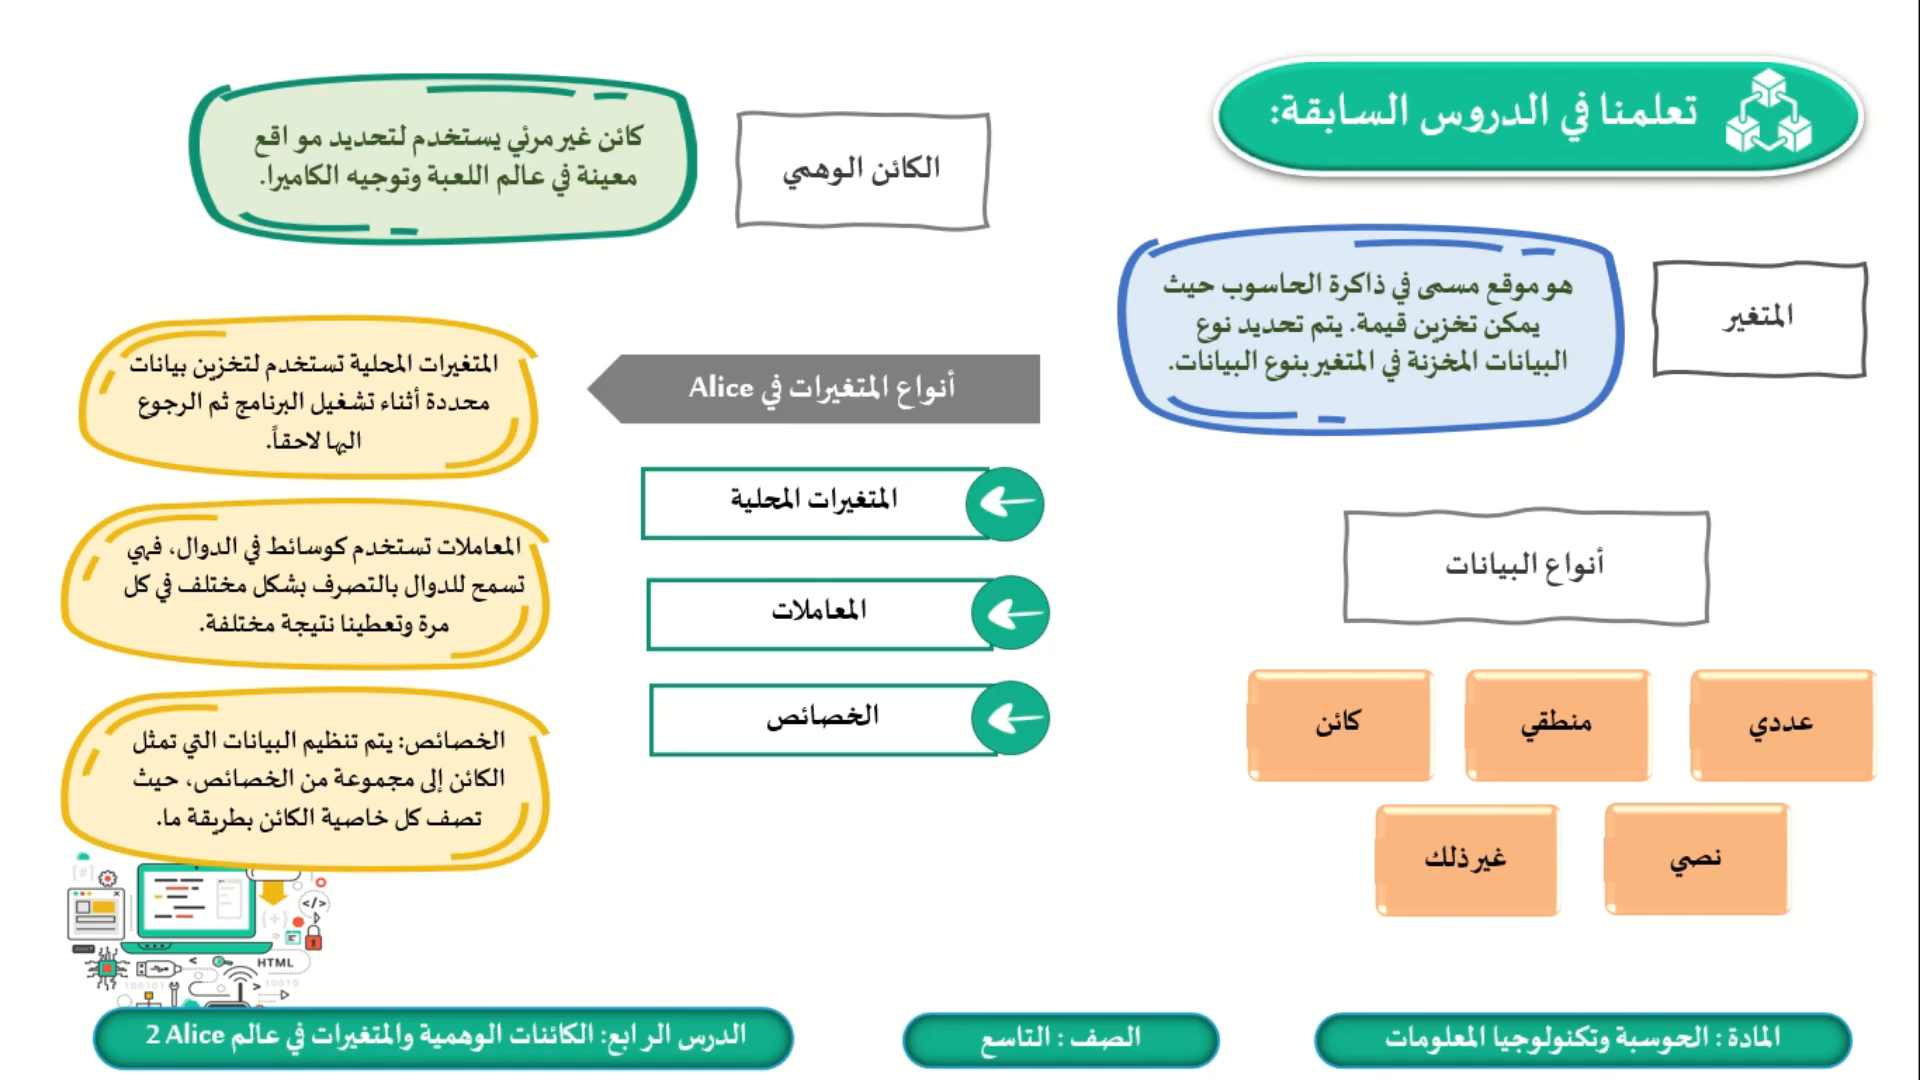 تعلمنا في الدروس السابقة:
المتغير
هو موقع مسمى في ذاكرة الحاسوب حيث
يمكن تخزين قيمة. يتم تحديد نوع
البيانات المخزنة في المتغير بنوع البيانات.
أنواع البيانات
عددي
منطقي
كائن
نصي
غير ذلك
الكائن الوهمي
كائن غير مرئي يستخدم لتحديد مواقع
معينة في عالم اللعبة وتوجيه الكاميرا.
أنواع المتغيرات في Alice
المتغيرات المحلية
المتغيرات المحلية تستخدم لتخزين بيانات
محددة أثناء تشغيل البرنامج ثم الرجوع
اليها لاحقاً.
المعاملات
المعاملات تستخدم كوسائط في الدوال، فهي
تسمح للدوال بالتصرف بشكل مختلف في كل
مرة وتعطينا نتيجة مختلفة.
الخصائص
الخصائص: يتم تنظيم البيانات التي تمثل
الكائن إلى مجموعة من الخصائص، حيث
تصف كل خاصية الكائن بطريقة ما.
</>
HTML
100101
10010
المادة : الحوسبة وتكنولوجيا المعلومات
الصف : التاسع
الدرس الرابع: الكائنات الوهمية والمتغيرات في عالم Alice 2